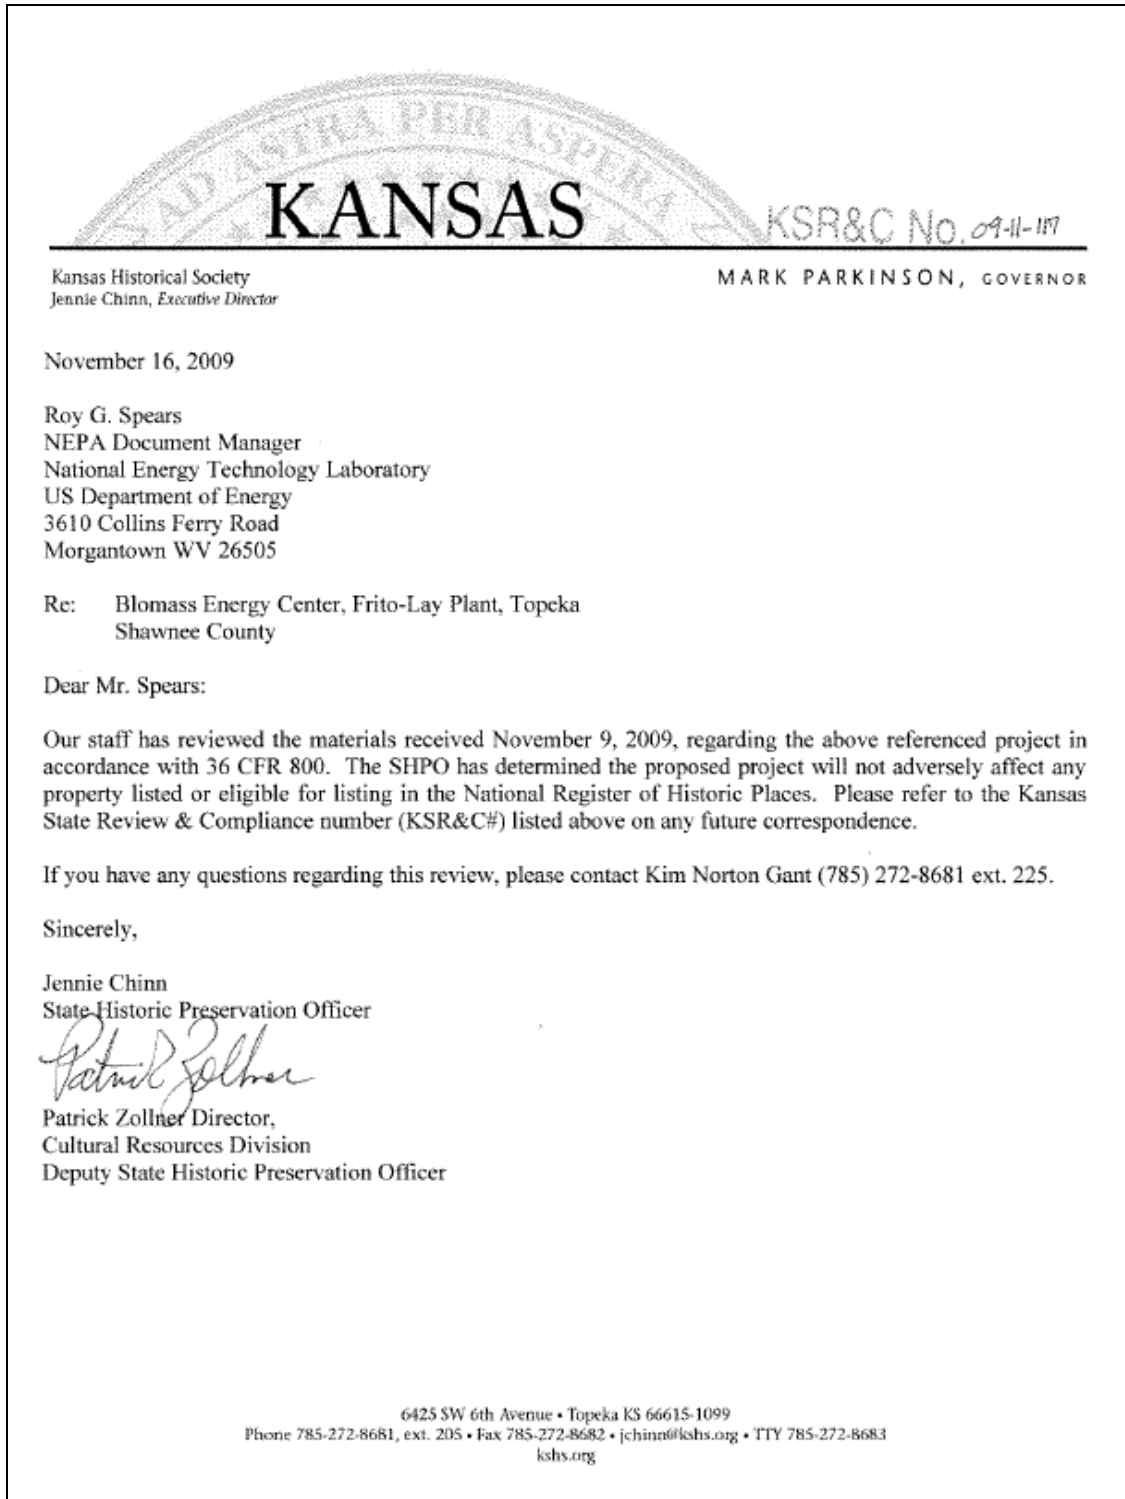 AD ASTRA PER ASPERA
KANSAS
KSR&C No. 09-11-117
Kansas Historical Society
Jennie Chinn, Executive Director
MARK PARKINSON, GOVERNOR
November 16, 2009
Roy G. Spears
NEPA Document Manager
National Energy Technology Laboratory
US Department of Energy
3610 Collins Ferry Road
Morgantown WV 26505
Re: Blomass Energy Center, Frito-Lay Plant, Topeka
Shawnee County
Dear Mr. Spears:
Our staff has reviewed the materials received November 9, 2009, regarding the above referenced project in
accordance with 36 CFR 800. The SHPO has determined the proposed project will not adversely affect any
property listed or eligible for listing in the National Register of Historic Places. Please refer to the Kansas
State Review & Compliance number (KSR&C#) listed above on any future correspondence.
If you have any questions regarding this review, please contact Kim Norton Gant (785) 272-8681 ext. 225.
Sincerely,
Jennie Chinn
State Historic Preservation Officer
Patrick Zollner
Patrick Zollner Director,
Cultural Resources Division
Deputy State Historic Preservation Officer
6425 SW 6th Avenue • Topeka KS 66615-1099
Phone 785-272-8681, ext. 205 • Fax 785-272-8682 • jchinn@kshs.org • TTY 785-272-8683
kshs.org